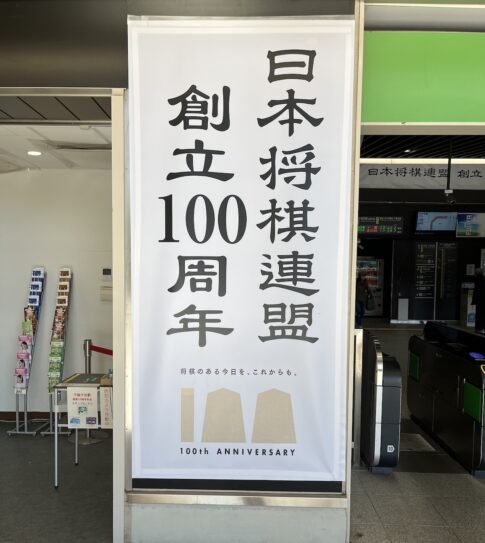 日本将棋連盟
創立100周年
将棋のある今日を、これからも。
100th ANNIVERSARY
日本将棋連盟 創立